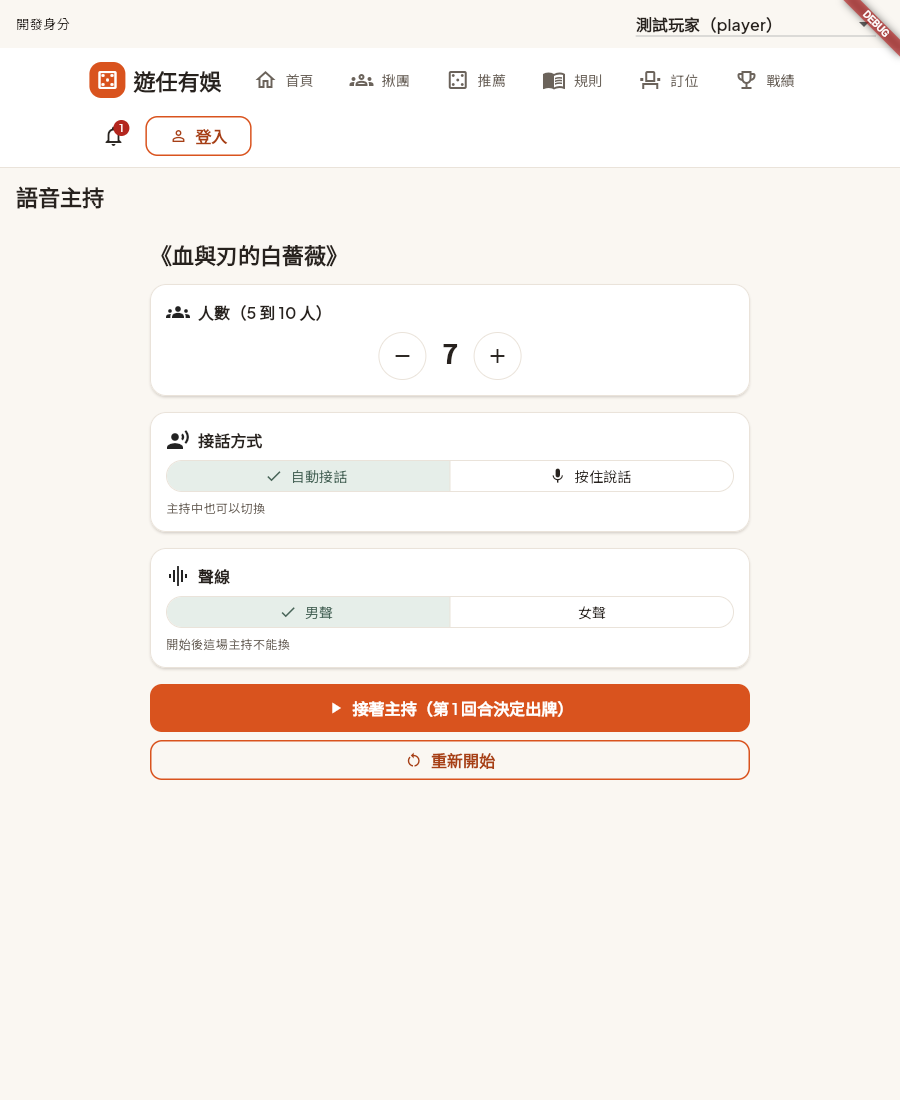 開發身分
測試玩家（player）
DEBUG
遊任有娛
首頁
揪團
推薦
規則
訂位
戰績
1
登入
語音主持
《血與刃的白薔薇》
人數（5 到 10 人）
7
接話方式
自動接話
按住說話
主持中也可以切換
聲線
男聲
女聲
開始後這場主持不能換
接著主持（第 1 回合決定出牌）
重新開始